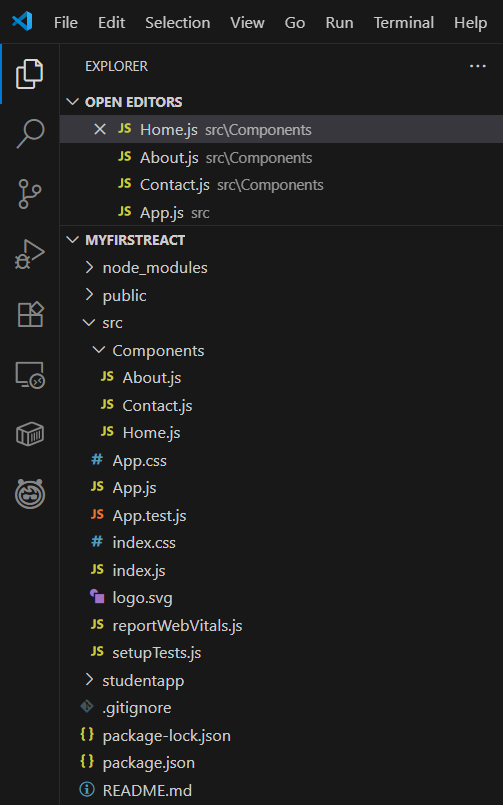 File Edit Selection View Go Run Terminal Help
EXPLORER
OPEN EDITORS
JS Home.js src\Components
JS About.js src\Components
JS Contact.js src\Components
JS App.js src
MYFIRSTREACT
node_modules
public
src
Components
JS About.js
JS Contact.js
JS Home.js
# App.css
JS App.js
JS App.test.js
# index.css
JS index.js
logo.svg
JS reportWebVitals.js
JS setupTests.js
studentapp
.gitignore
{} package-lock.json
{} package.json
README.md